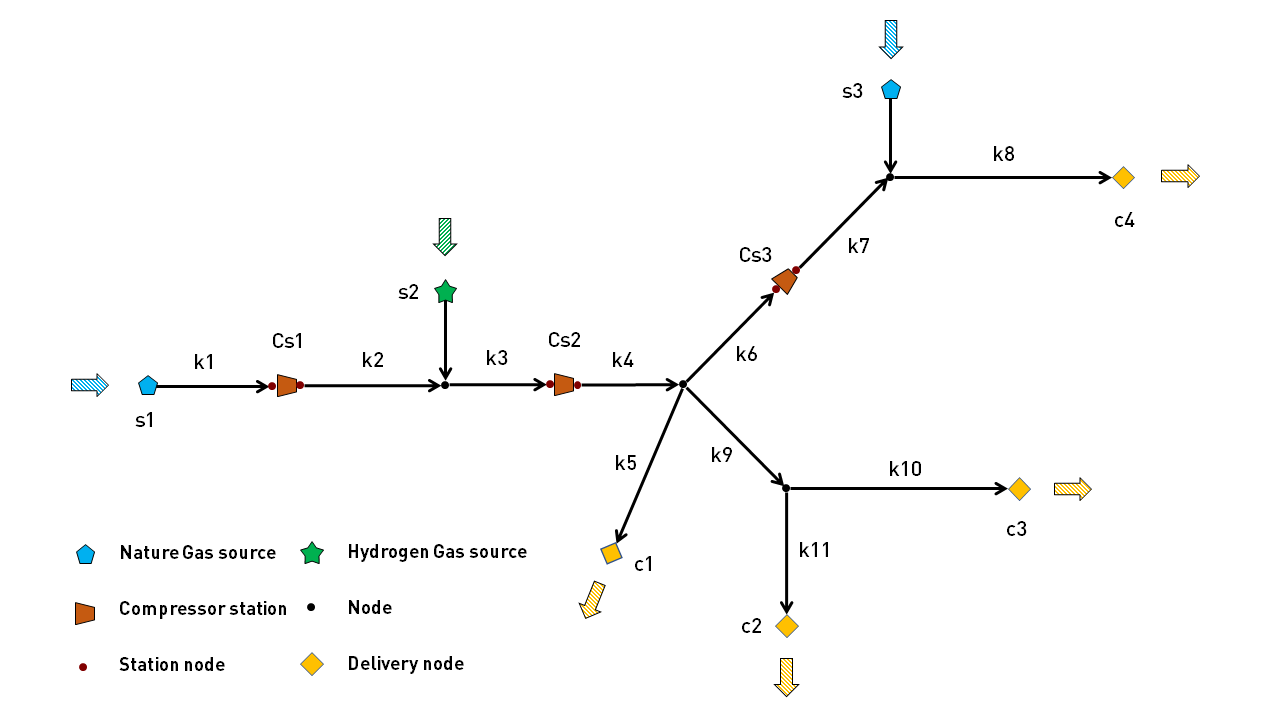 s3
k8
c4
Cs3
k7
s2
Cs1
Cs2
k1
k2
k3
k4
k6
s1
k5
k9
k10
c3
k11
c1
c2
Nature Gas source
Hydrogen Gas source
Compressor station
Node
Station node
Delivery node